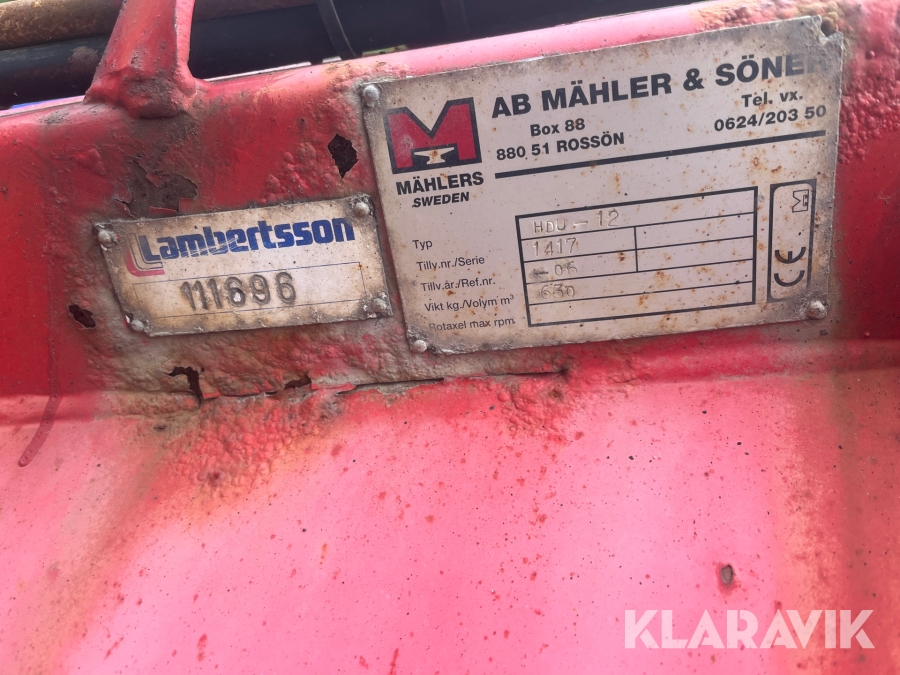 AB MÄHLER & SÖNER
Box 88
880 51 ROSSÖN
Tel. vx.
0624/203 50
M
MÄHLERS
SWEDEN
Typ HDU-12
Tillv.nr./Serie 1417
Tillv.år./Ref.nr. -06
Vikt kg./Volym m³ 630
Rotaxel max rpm.
M
CE
Lambertsson
111696
KLARAVIK